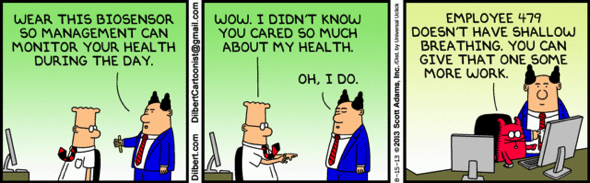 WEAR THIS BIOSENSOR
SO MANAGEMENT CAN
MONITOR YOUR HEALTH
DURING THE DAY.
Dilbert.com DilbertCartoonist@gmail.com
WOW. I DIDN'T KNOW
YOU CARED SO MUCH
ABOUT MY HEALTH.
OH, I DO.
8-15-13 ©2013 Scott Adams, Inc. /Dist. by Universal Uclick
EMPLOYEE 479
DOESN'T HAVE SHALLOW
BREATHING. YOU CAN
GIVE THAT ONE SOME
MORE WORK.